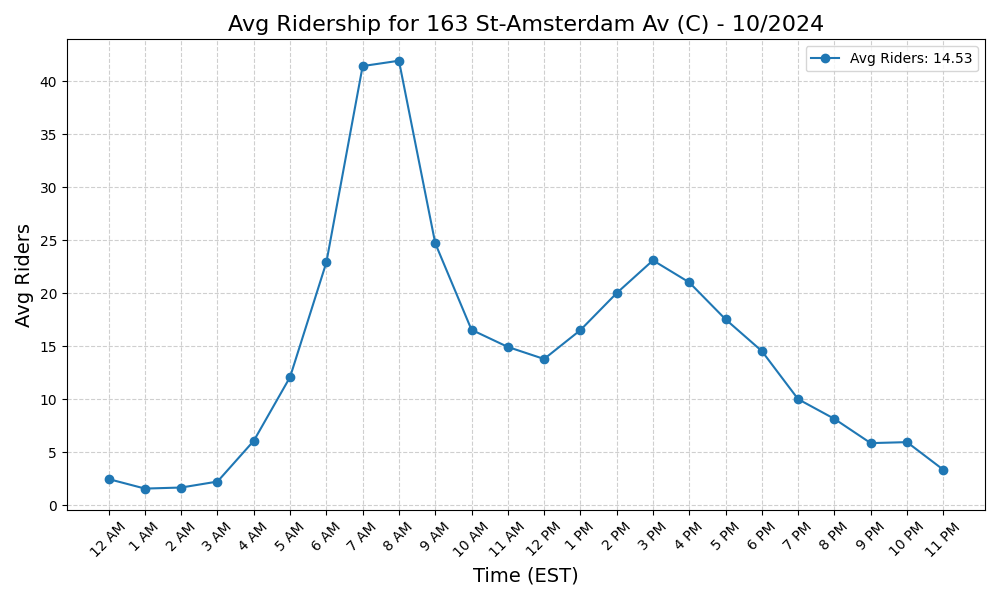 Avg Ridership for 163 St-Amsterdam Av (C) - 10/2024
Avg Riders: 14.53
Avg Riders
40
35
30
25
20
15
10
5
0
12 AM
1 AM
2 AM
3 AM
4 AM
5 AM
6 AM
7 AM
8 AM
9 AM
10 AM
11 AM
12 PM
1 PM
2 PM
3 PM
4 PM
5 PM
6 PM
7 PM
8 PM
9 PM
10 PM
11 PM
Time (EST)